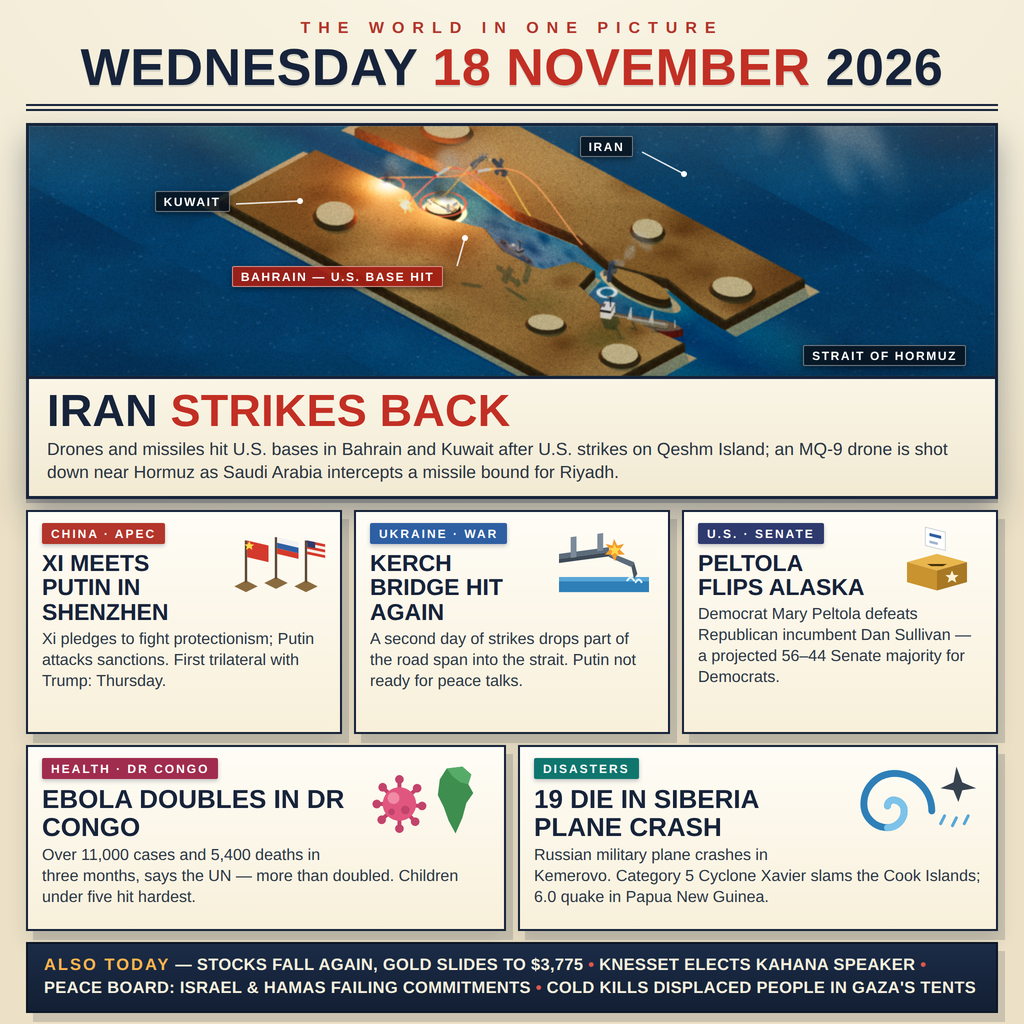 THE WORLD IN ONE PICTURE
WEDNESDAY 18 NOVEMBER 2026
IRAN
KUWAIT
BAHRAIN — U.S. BASE HIT
STRAIT OF HORMUZ
IRAN STRIKES BACK
Drones and missiles hit U.S. bases in Bahrain and Kuwait after U.S. strikes on Qeshm Island; an MQ-9 drone is shot
down near Hormuz as Saudi Arabia intercepts a missile bound for Riyadh.
CHINA · APEC
XI MEETS
PUTIN IN
SHENZHEN
Xi pledges to fight protectionism; Putin
attacks sanctions. First trilateral with
Trump: Thursday.
UKRAINE · WAR
KERCH
BRIDGE HIT
AGAIN
A second day of strikes drops part of
the road span into the strait. Putin not
ready for peace talks.
U.S. · SENATE
PELTOLA
FLIPS ALASKA
Democrat Mary Peltola defeats
Republican incumbent Dan Sullivan —
a projected 56–44 Senate majority for
Democrats.
HEALTH · DR CONGO
EBOLA DOUBLES IN DR
CONGO
Over 11,000 cases and 5,400 deaths in
three months, says the UN — more than doubled. Children
under five hit hardest.
DISASTERS
19 DIE IN SIBERIA
PLANE CRASH
Russian military plane crashes in
Kemerovo. Category 5 Cyclone Xavier slams the Cook Islands;
6.0 quake in Papua New Guinea.
ALSO TODAY — STOCKS FALL AGAIN, GOLD SLIDES TO $3,775 • KNESSET ELECTS KAHANA SPEAKER •
PEACE BOARD: ISRAEL & HAMAS FAILING COMMITMENTS • COLD KILLS DISPLACED PEOPLE IN GAZA'S TENTS